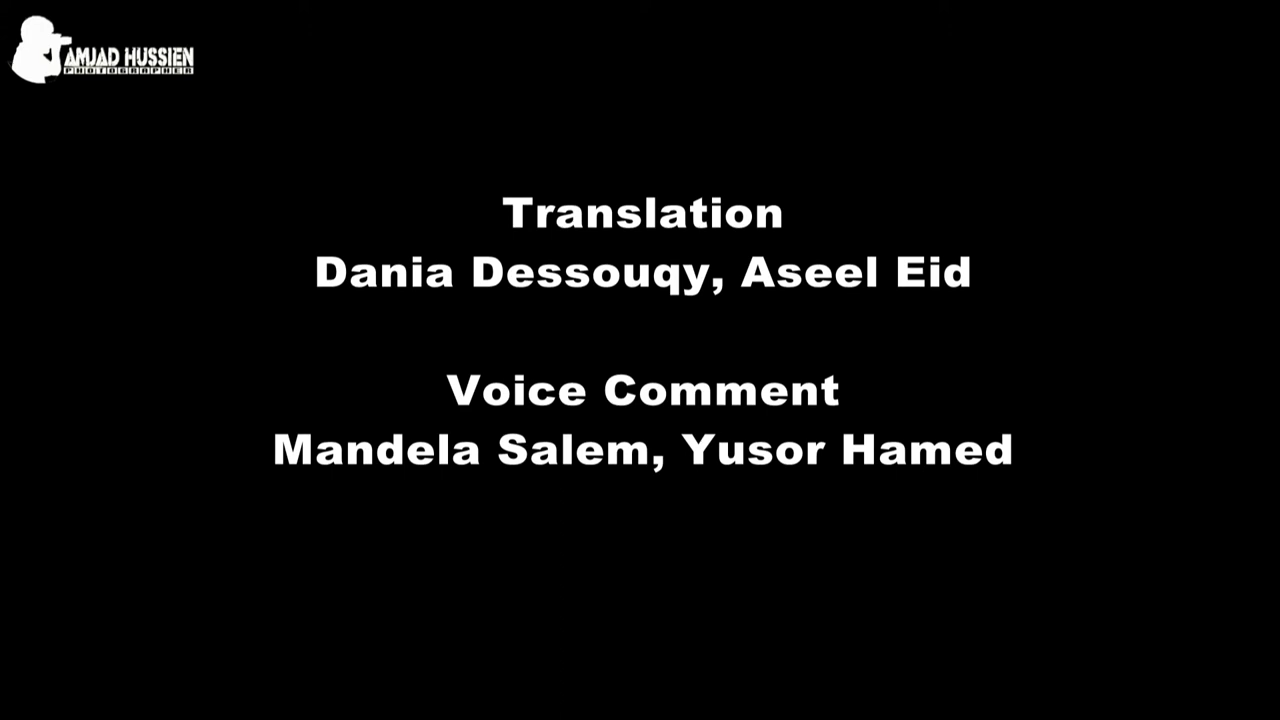 AMJAD HUSSIEN
PHOTOGRAPHER
Translation
Dania Dessouqy, Aseel Eid
Voice Comment
Mandela Salem, Yusor Hamed